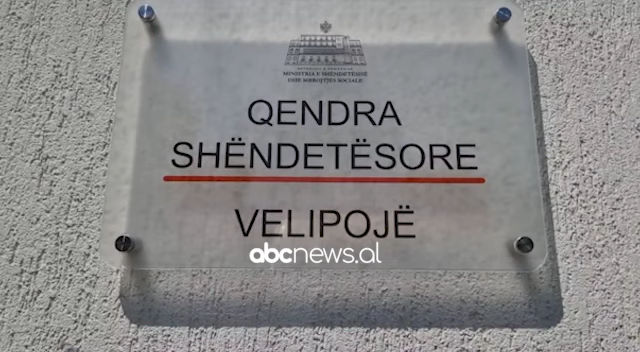 MINISTRIA E SHËNDETËSISË
DHE MBROJTJES SOCIALE
QENDRA
SHËNDETËSORE
VELIPOJË
abcnews.al